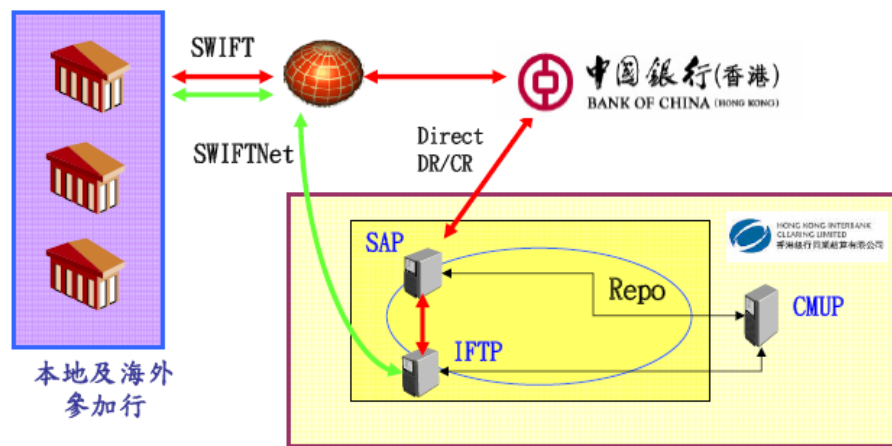 SWIFT
中國銀行(香港)
BANK OF CHINA (HONG KONG)
SWIFTNet
Direct
DR/CR
HONG KONG INTERBANK
CLEARING LIMITED
香港銀行同業結算有限公司
SAP
Repo
CMUP
IFTP
本地及海外
參加行